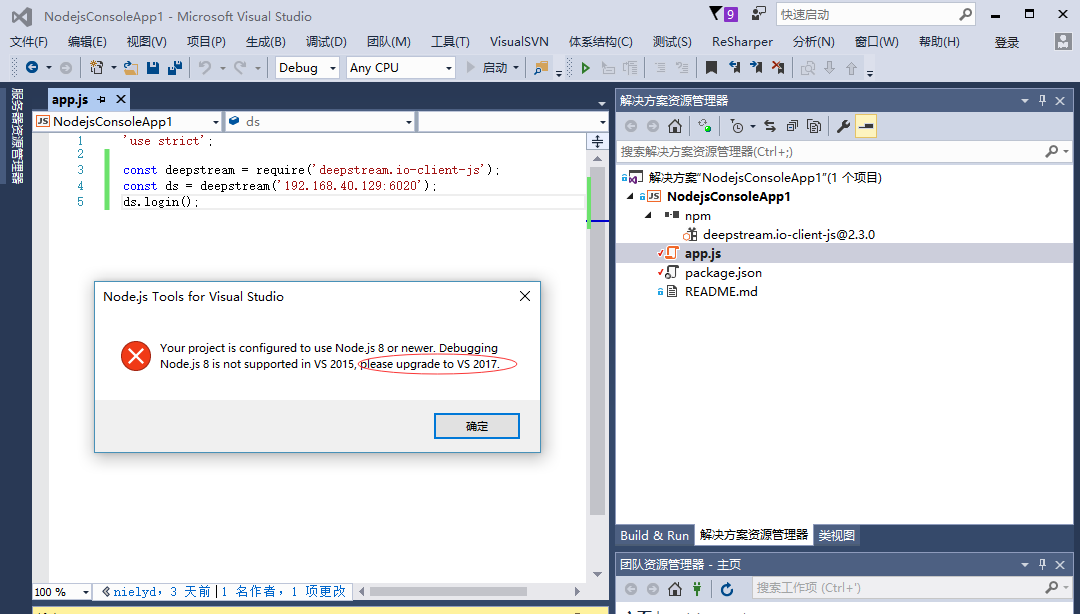 NodejsConsoleApp1 - Microsoft Visual Studio
9
快速启动
文件(F) 编辑(E) 视图(V) 项目(P) 生成(B) 调试(D) 团队(M) 工具(T) VisualSVN 体系结构(C) 测试(S) ReSharper 分析(N) 窗口(W) 帮助(H) 登录
Debug Any CPU 启动
服务器资源管理器
app.js
JS NodejsConsoleApp1 ds
1 'use strict';
2
3 const deepstream = require('deepstream.io-client-js');
4 const ds = deepstream('192.168.40.129:6020');
5 ds.login();
Node.js Tools for Visual Studio
Your project is configured to use Node.js 8 or newer. Debugging
Node.js 8 is not supported in VS 2015, please upgrade to VS 2017.
确定
100 % nielyd, 3 天前 | 1 名作者, 1 项更改
解决方案资源管理器
搜索解决方案资源管理器(Ctrl+;)
解决方案"NodejsConsoleApp1"(1 个项目)
JS NodejsConsoleApp1
npm
deepstream.io-client-js@2.3.0
app.js
package.json
README.md
Build & Run 解决方案资源管理器 类视图
团队资源管理器 - 主页
搜索工作项 (Ctrl+')